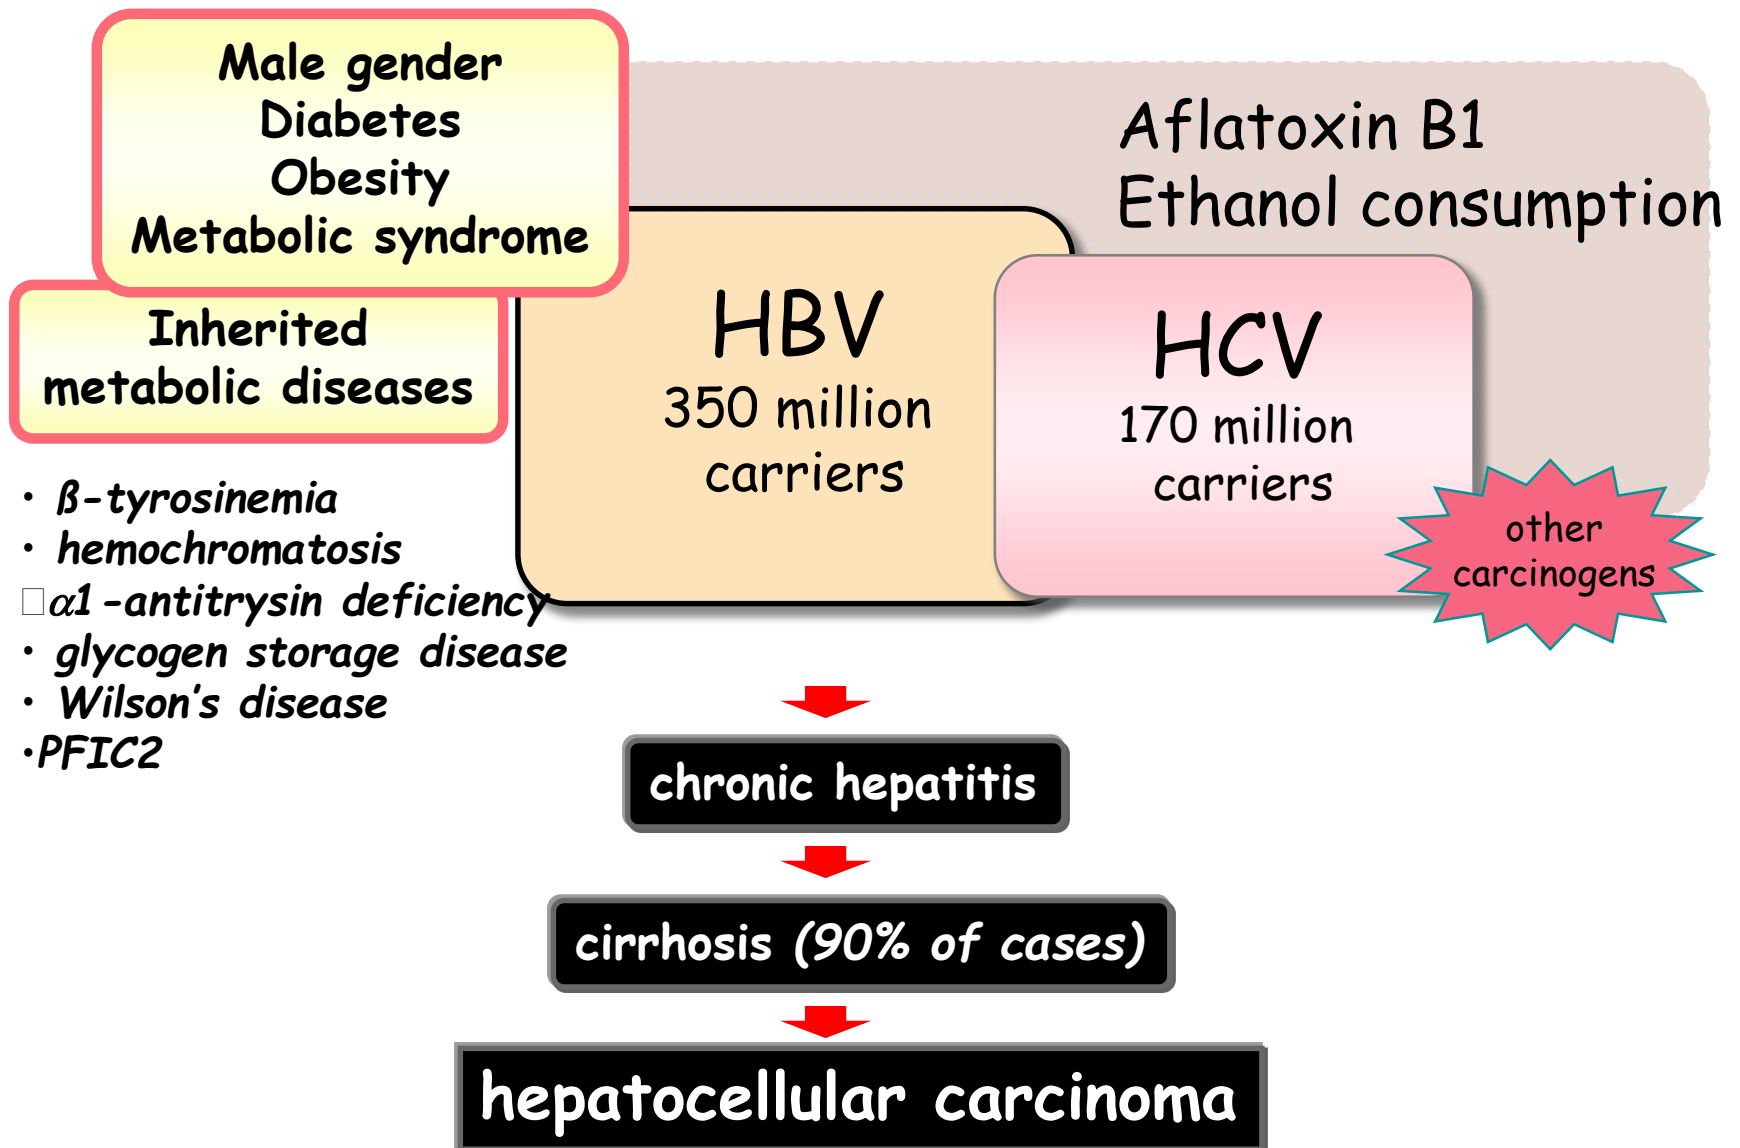 Male gender
Diabetes
Obesity
Metabolic syndrome
Inherited
metabolic diseases
• ß-tyrosinemia
• hemochromatosis
□α1-antitrysin deficiency
• glycogen storage disease
• Wilson's disease
•PFIC2
Aflatoxin B1
Ethanol consumption
HBV
350 million
carriers
HCV
170 million
carriers
other
carcinogens
chronic hepatitis
cirrhosis (90% of cases)
hepatocellular carcinoma